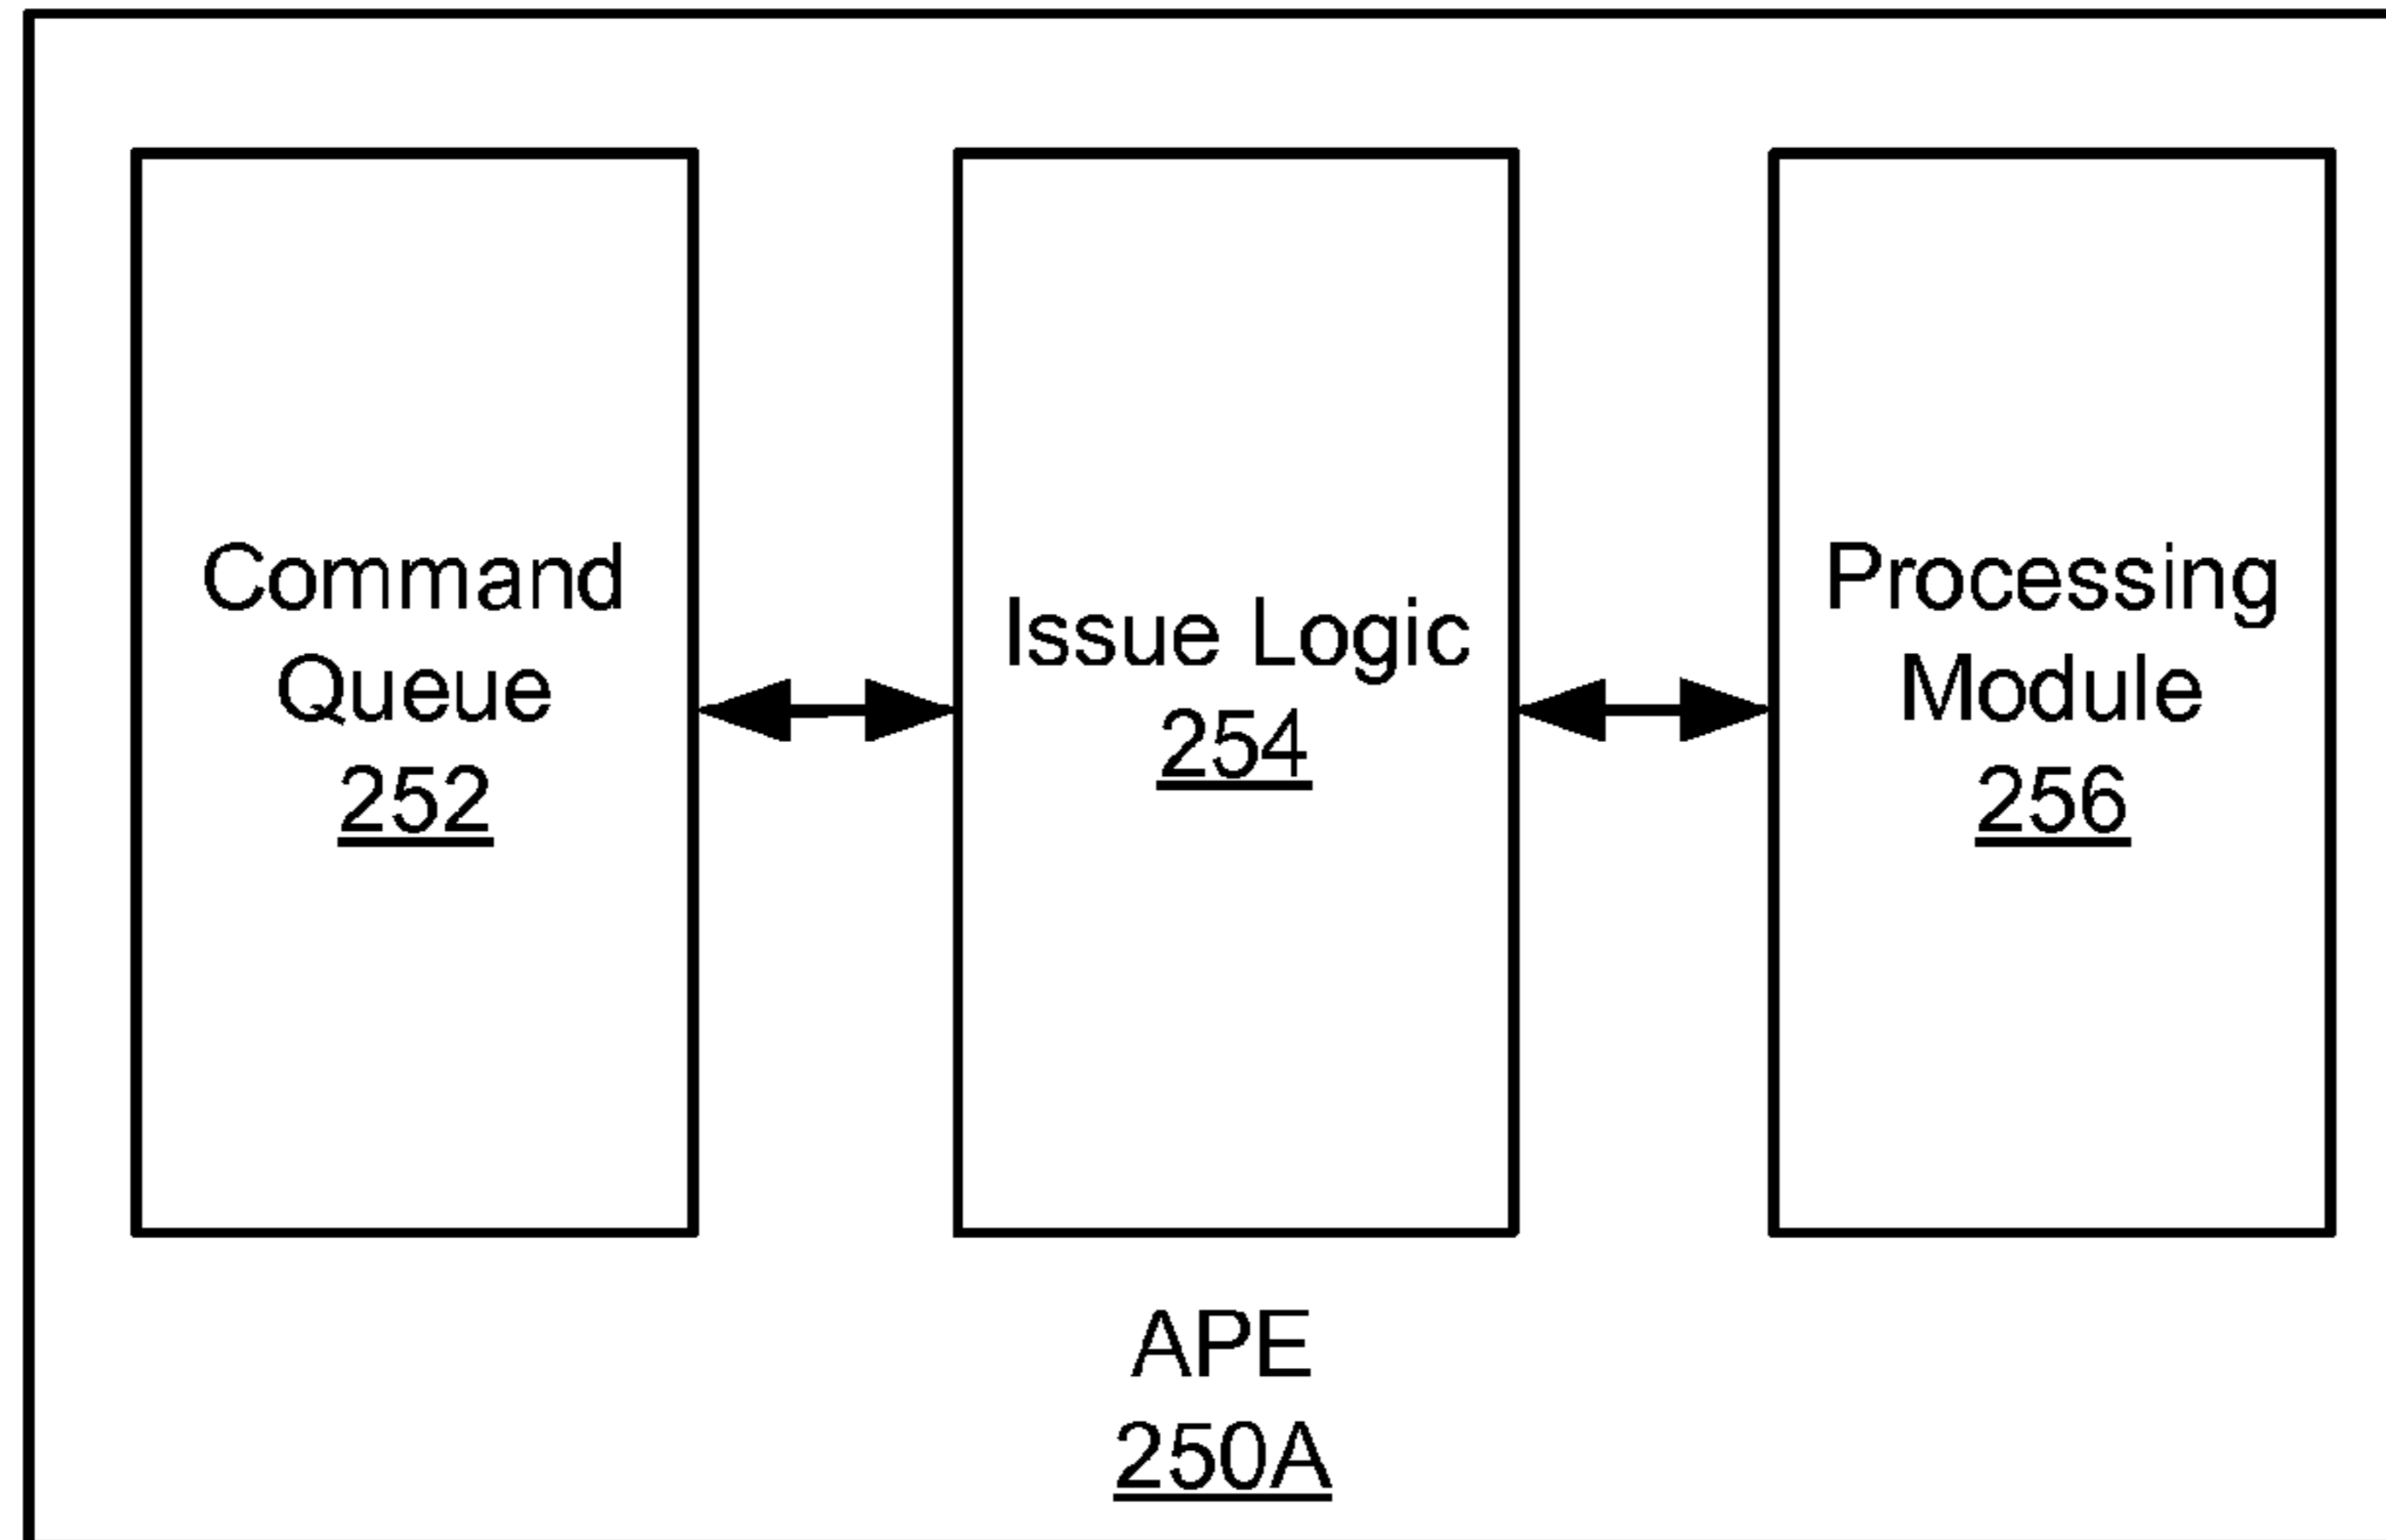 Command
Queue
252
Issue Logic
254
Processing
Module
256
APE
250A